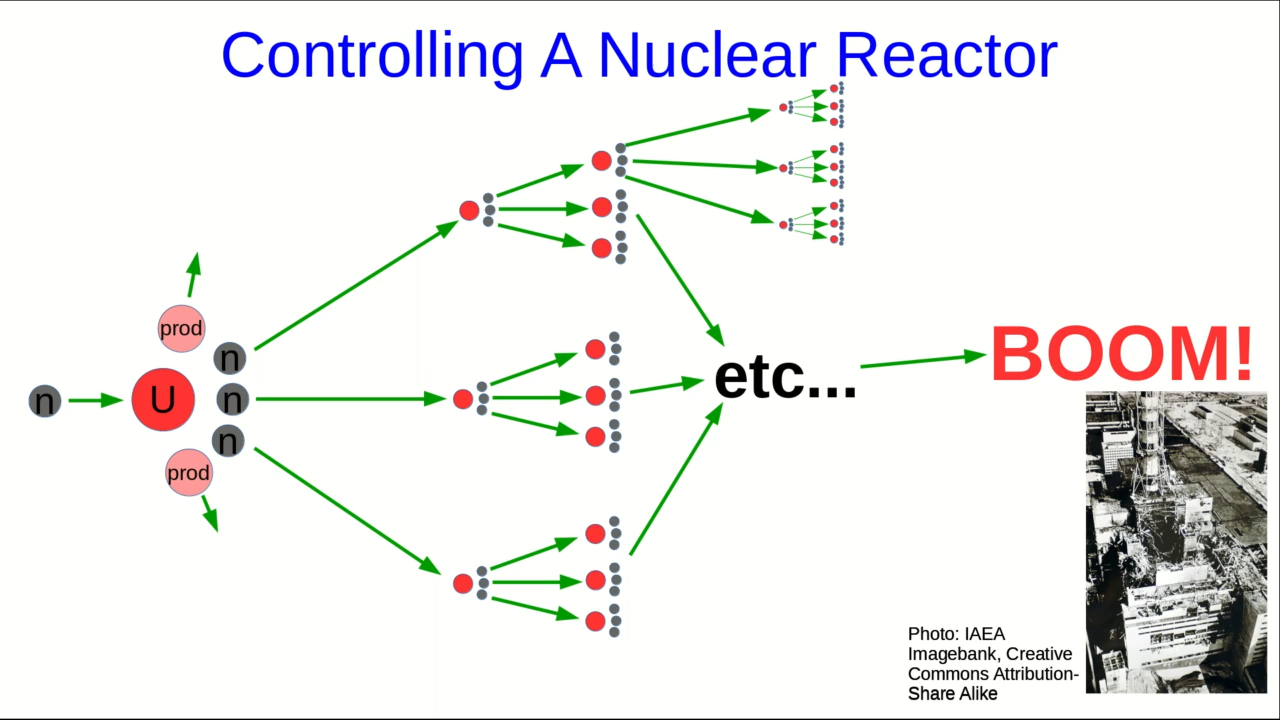 Controlling A Nuclear Reactor
prod
n
n
U
n
n
prod
etc...
BOOM!
Photo: IAEA
Imagebank, Creative
Commons Attribution-
Share Alike